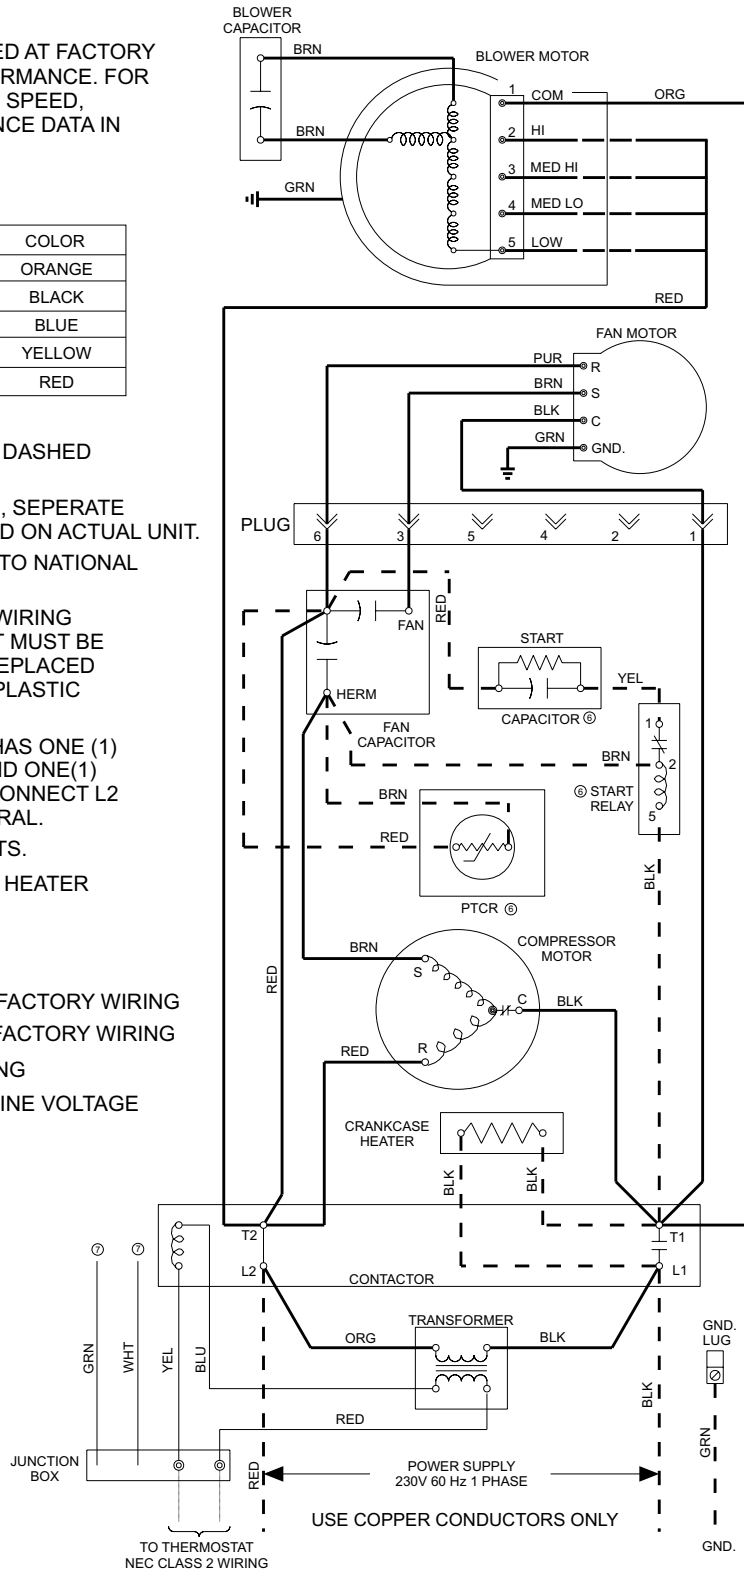 BLOWER
CAPACITOR
ED AT FACTORY
RMANCE. FOR
SPEED,
NCE DATA IN
BRN
BRN
GRN
BLOWER MOTOR
1 COM
ORG
2 HI
3 MED HI
4 MED LO
5 LOW
RED
COLOR
ORANGE
BLACK
BLUE
YELLOW
RED
FAN MOTOR
PUR R
BRN S
BLK C
GRN GND.
DASHED
, SEPERATE
D ON ACTUAL UNIT.
TO NATIONAL
WIRING
T MUST BE
EPLACED
PLASTIC
HAS ONE (1)
ND ONE(1)
ONNECT L2
RAL.
TS.
HEATER
FACTORY WIRING
FACTORY WIRING
NG
INE VOLTAGE
PLUG
6 3 5 4 2 1
RED
FAN
HERM
FAN
CAPACITOR
START
CAPACITOR ⑥
YEL
1
2
5
BRN
⑥ START
RELAY
BLK
BRN
RED
PTCR ⑥
COMPRESSOR
MOTOR
BRN
S
C
BLK
R
RED
RED
CRANKCASE
HEATER
BLK
BLK
T2
T1
L2
L1
CONTACTOR
TRANSFORMER
ORG
BLK
⑦ ⑦
GRN
WHT
YEL
BLU
RED
JUNCTION
BOX
RED
BLK
POWER SUPPLY
230V 60 Hz 1 PHASE
GND.
LUG
GRN
GND.
USE COPPER CONDUCTORS ONLY
TO THERMOSTAT
NEC CLASS 2 WIRING